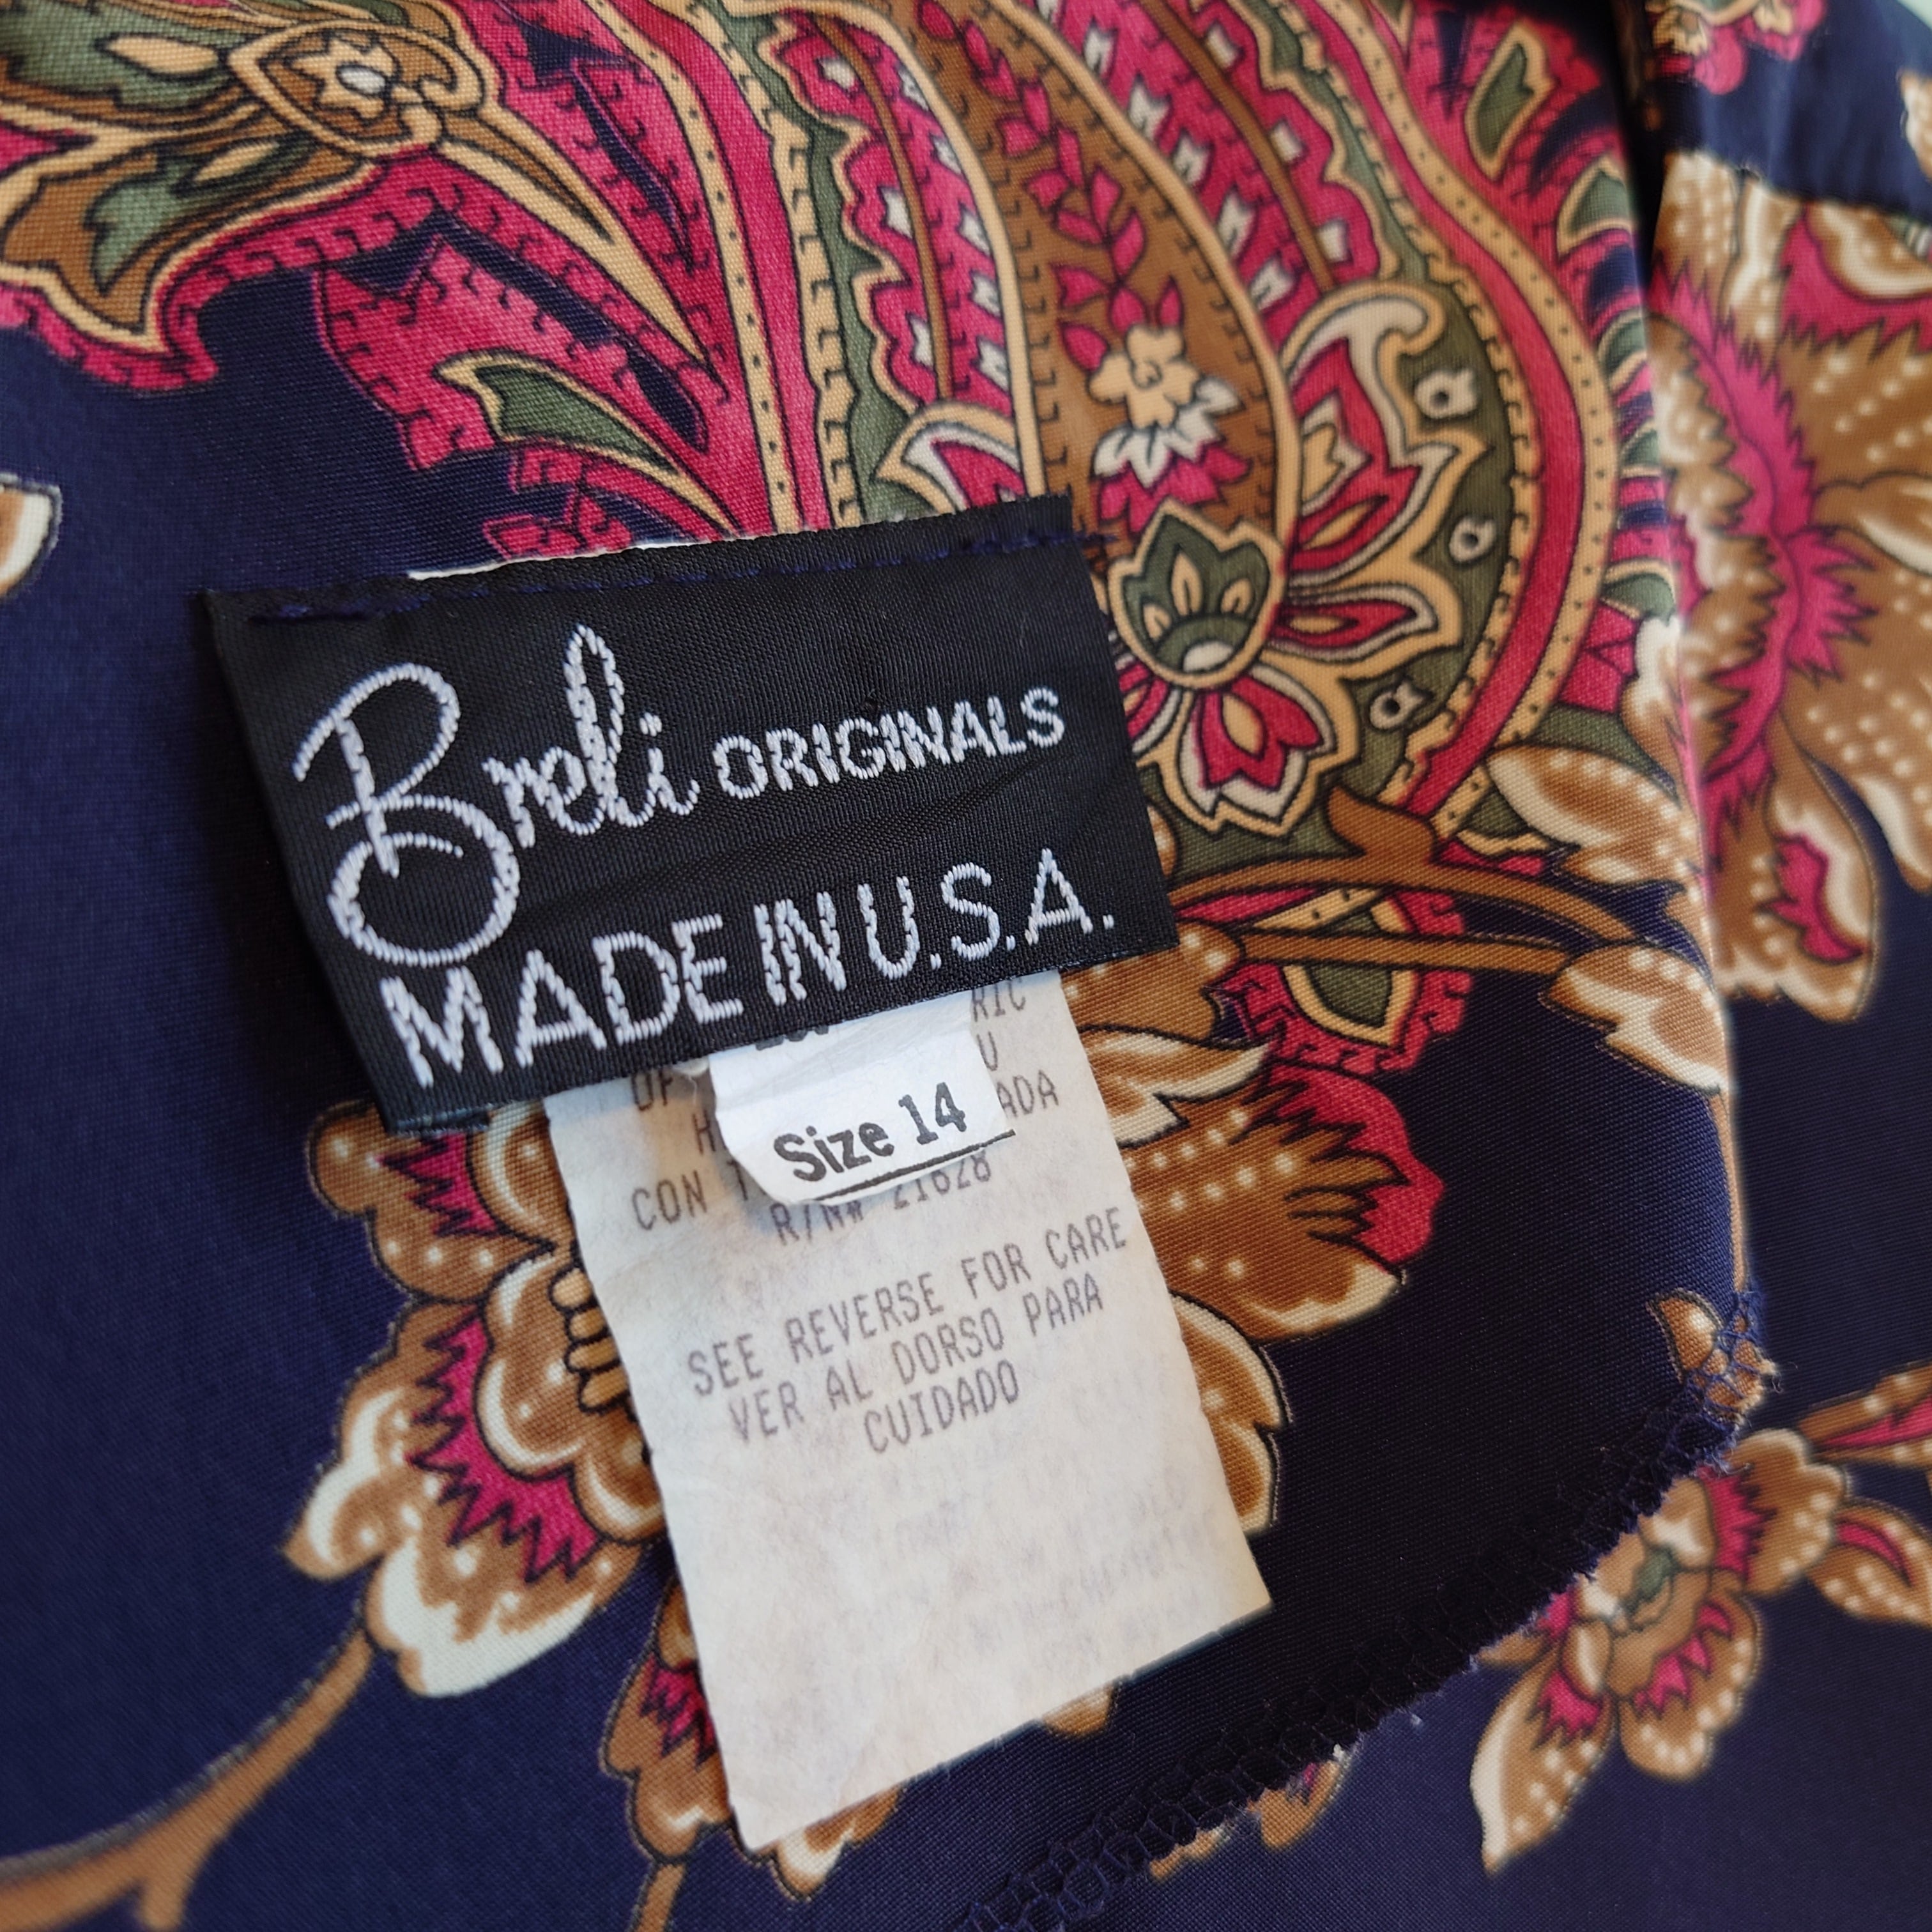 Breli ORIGINALS
MADE IN U.S.A.
Size 14
CON
R/N# 21628
SEE REVERSE FOR CARE
VER AL DORSO PARA
CUIDADO